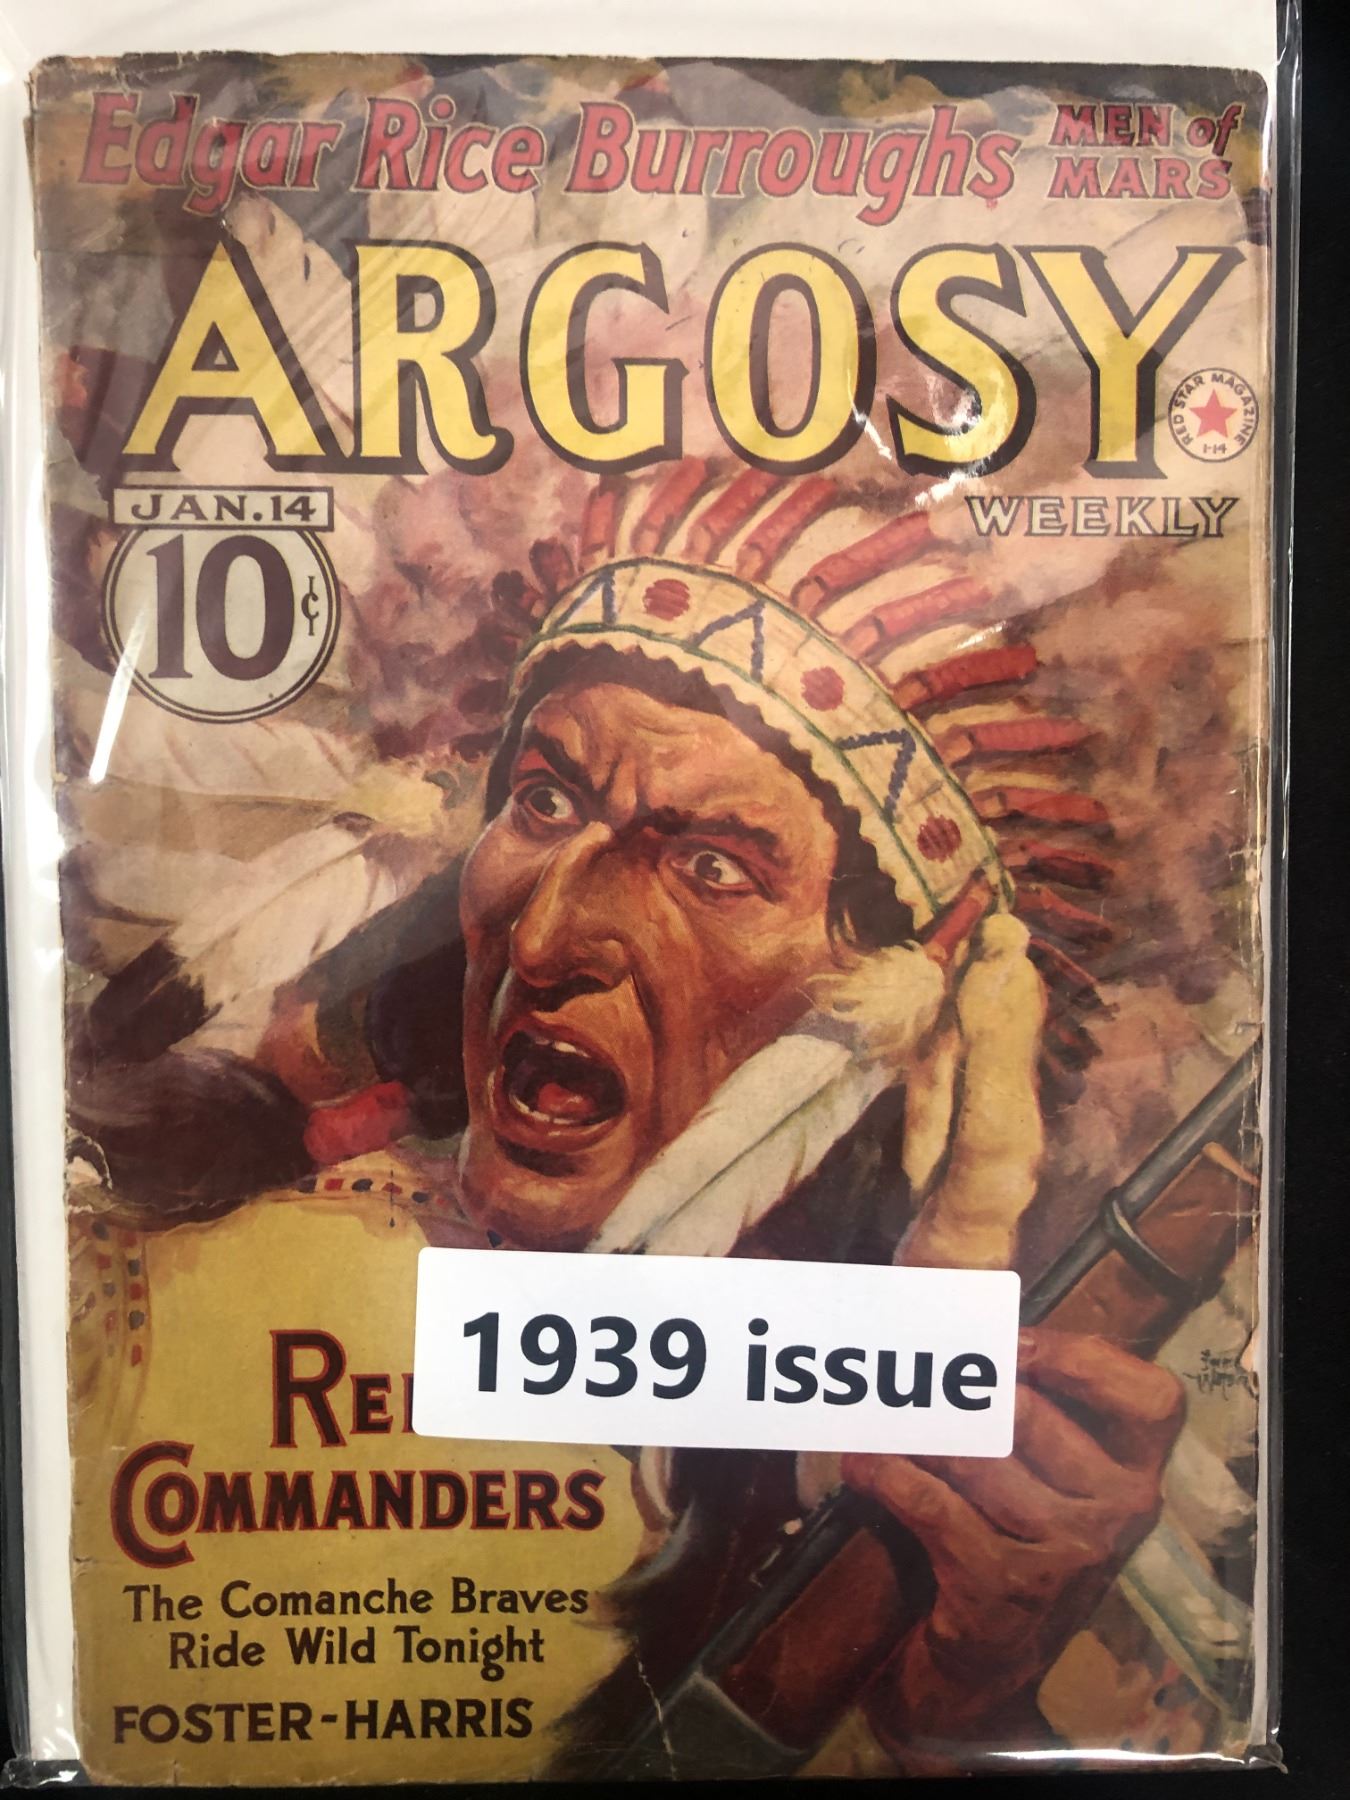 Edgar Rice Burroughs MEN of
MARS
ARGOSY
RED STAR MAGAZINE
1-14
WEEKLY
JAN. 14
10¢
1939 issue
COMMANDERS
The Comanche Braves
Ride Wild Tonight
FOSTER-HARRIS